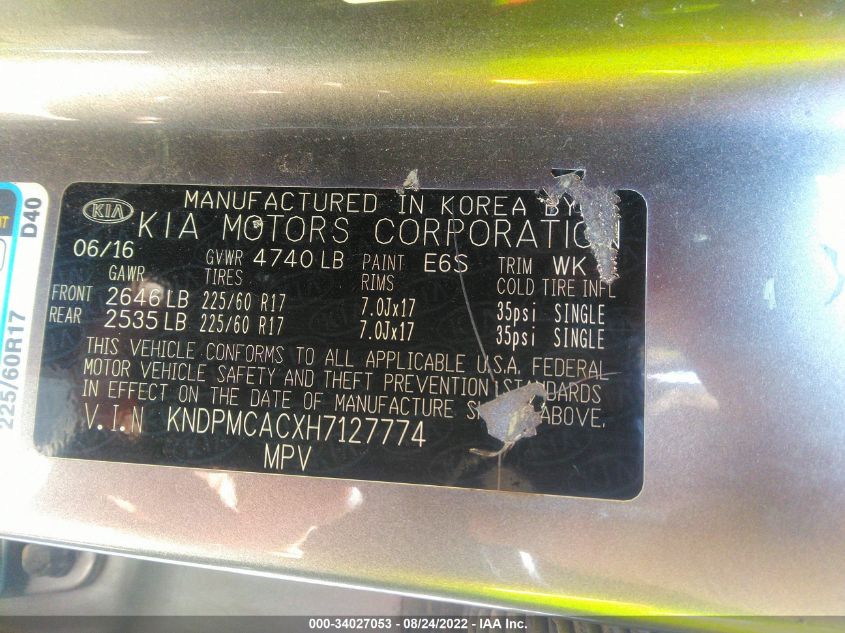 MANUFACTURED IN KOREA BY
KIA
KIA MOTORS CORPORATION
06/16 GVWR 4740 LB PAINT E6S TRIM WK
GAWR TIRES RIMS COLD TIRE INFL
FRONT 2646 LB 225/60 R17 7.0Jx17 35psi SINGLE
REAR 2535 LB 225/60 R17 7.0Jx17 35psi SINGLE
THIS VEHICLE CONFORMS TO ALL APPLICABLE U.S.A. FEDERAL
MOTOR VEHICLE SAFETY AND THEFT PREVENTION STANDARDS
IN EFFECT ON THE DATE OF MANUFACTURE ABOVE.
V.I.N KNDPMCACXH7127774
MPV
D40
225/60R17
000-34027053 - 08/24/2022 - IAA Inc.